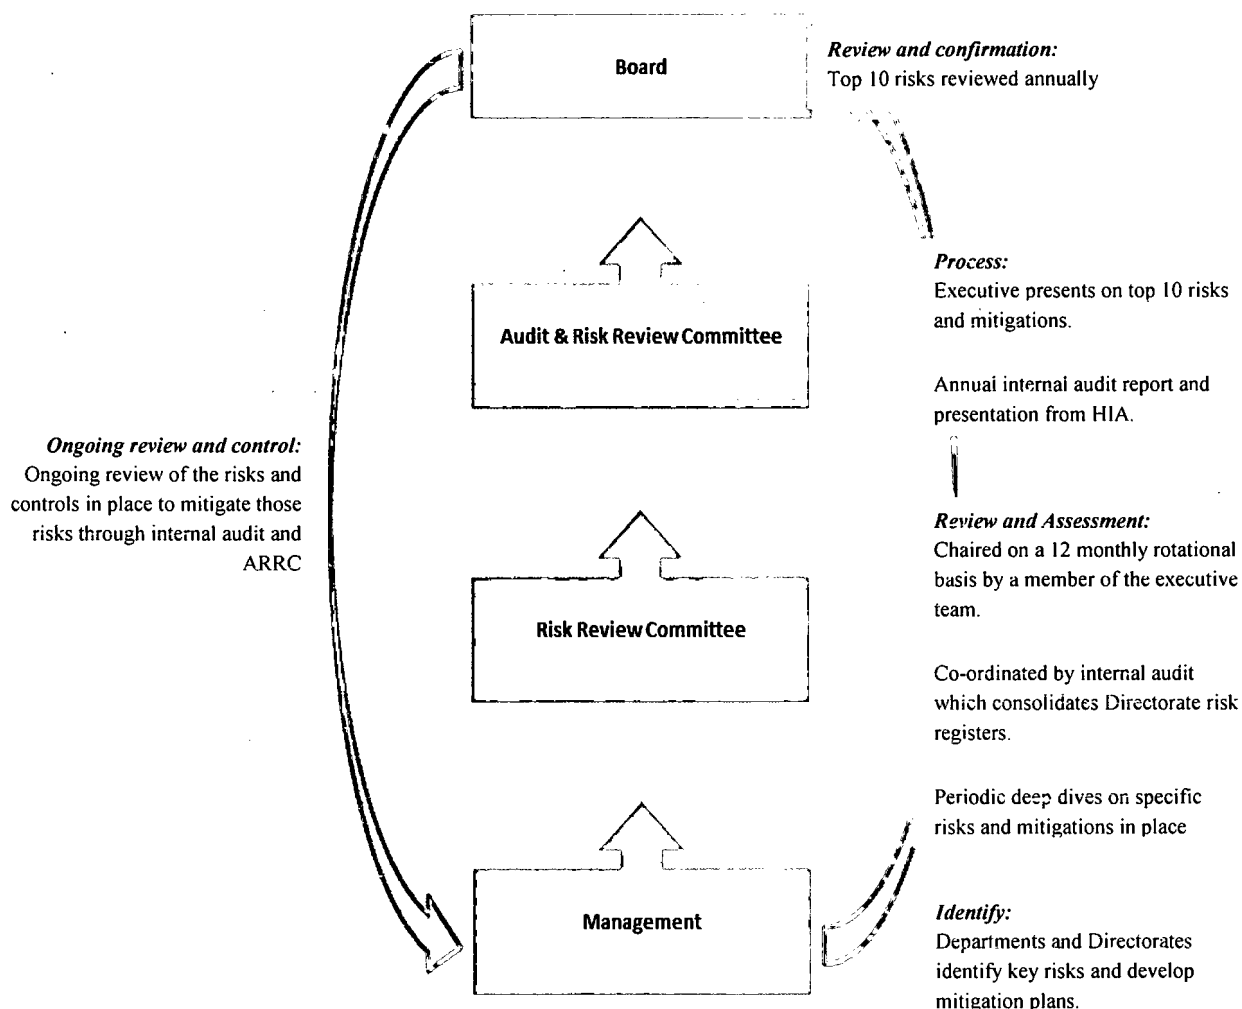 Board
Review and confirmation:
Top 10 risks reviewed annually
Audit & Risk Review Committee
Process:
Executive presents on top 10 risks
and mitigations.
Annual internal audit report and
presentation from HIA.
Ongoing review and control:
Ongoing review of the risks and
controls in place to mitigate those
risks through internal audit and
ARRC
Risk Review Committee
Review and Assessment:
Chaired on a 12 monthly rotational
basis by a member of the executive
team.
Co-ordinated by internal audit
which consolidates Directorate risk
registers.
Periodic deep dives on specific
risks and mitigations in place
Management
Identify:
Departments and Directorates
identify key risks and develop
mitigation plans.